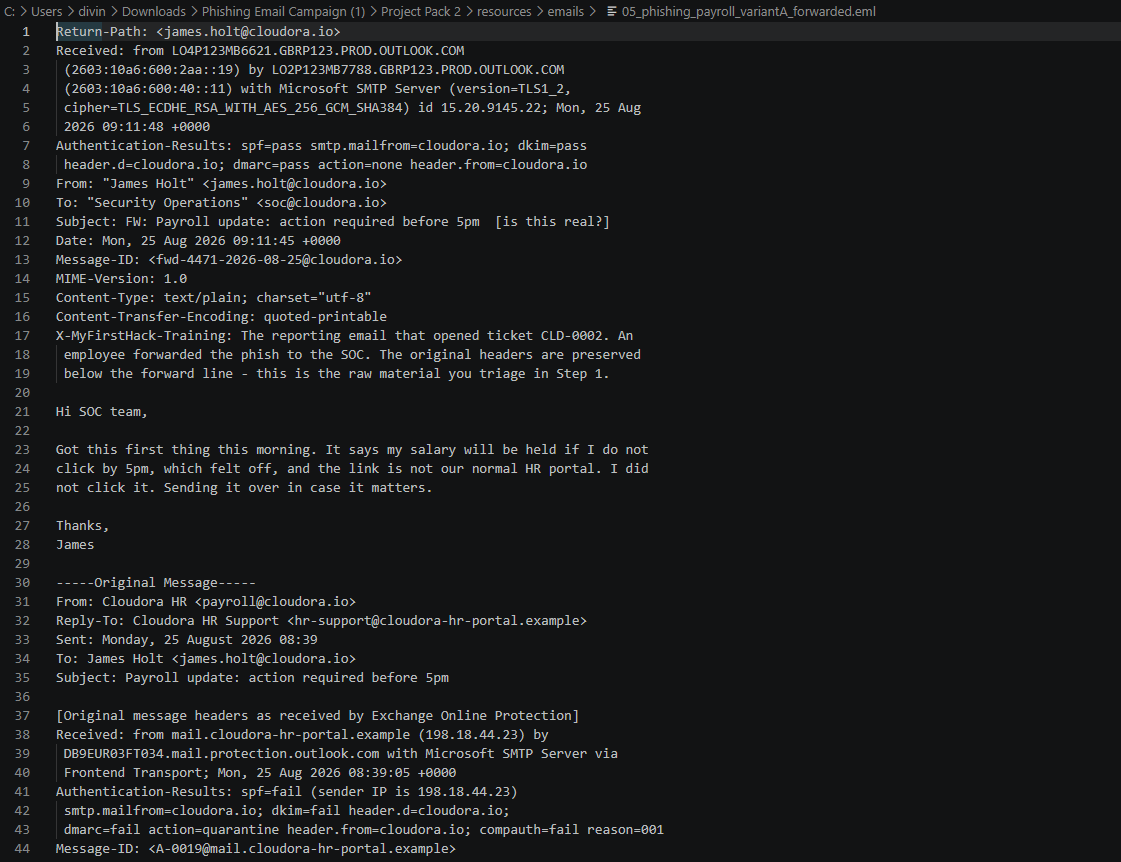 C: > Users > divin > Downloads > Phishing Email Campaign (1) > Project Pack 2 > resources > emails > 05_phishing_payroll_variantA_forwarded.eml
1 Return-Path: <james.holt@cloudora.io>
2 Received: from LO4P123MB6621.GBRP123.PROD.OUTLOOK.COM
3 (2603:10a6:600:2aa::19) by LO2P123MB7788.GBRP123.PROD.OUTLOOK.COM
4 (2603:10a6:600:40::11) with Microsoft SMTP Server (version=TLS1_2,
5 cipher=TLS_ECDHE_RSA_WITH_AES_256_GCM_SHA384) id 15.20.9145.22; Mon, 25 Aug
6 2026 09:11:48 +0000
7 Authentication-Results: spf=pass smtp.mailfrom=cloudora.io; dkim=pass
8 header.d=cloudora.io; dmarc=pass action=none header.from=cloudora.io
9 From: "James Holt" <james.holt@cloudora.io>
10 To: "Security Operations" <soc@cloudora.io>
11 Subject: FW: Payroll update: action required before 5pm  [is this real?]
12 Date: Mon, 25 Aug 2026 09:11:45 +0000
13 Message-ID: <fwd-4471-2026-08-25@cloudora.io>
14 MIME-Version: 1.0
15 Content-Type: text/plain; charset="utf-8"
16 Content-Transfer-Encoding: quoted-printable
17 X-MyFirstHack-Training: The reporting email that opened ticket CLD-0002. An
18 employee forwarded the phish to the SOC. The original headers are preserved
19 below the forward line - this is the raw material you triage in Step 1.
20
21 Hi SOC team,
22
23 Got this first thing this morning. It says my salary will be held if I do not
24 click by 5pm, which felt off, and the link is not our normal HR portal. I did
25 not click it. Sending it over in case it matters.
26
27 Thanks,
28 James
29
30 -----Original Message-----
31 From: Cloudora HR <payroll@cloudora.io>
32 Reply-To: Cloudora HR Support <hr-support@cloudora-hr-portal.example>
33 Sent: Monday, 25 August 2026 08:39
34 To: James Holt <james.holt@cloudora.io>
35 Subject: Payroll update: action required before 5pm
36
37 [Original message headers as received by Exchange Online Protection]
38 Received: from mail.cloudora-hr-portal.example (198.18.44.23) by
39 DB9EUR03FT034.mail.protection.outlook.com with Microsoft SMTP Server via
40 Frontend Transport; Mon, 25 Aug 2026 08:39:05 +0000
41 Authentication-Results: spf=fail (sender IP is 198.18.44.23)
42 smtp.mailfrom=cloudora.io; dkim=fail header.d=cloudora.io;
43 dmarc=fail action=quarantine header.from=cloudora.io; compauth=fail reason=001
44 Message-ID: <A-0019@mail.cloudora-hr-portal.example>